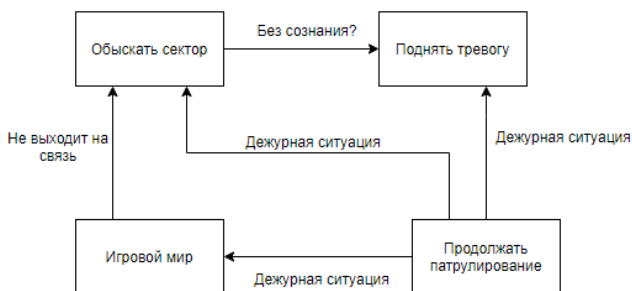 Без сознания?
Обыскать сектор
Поднять тревогу
Не выходит на
связь
Дежурная ситуация
Дежурная ситуация
Игровой мир
Продолжать
патрулирование
Дежурная ситуация